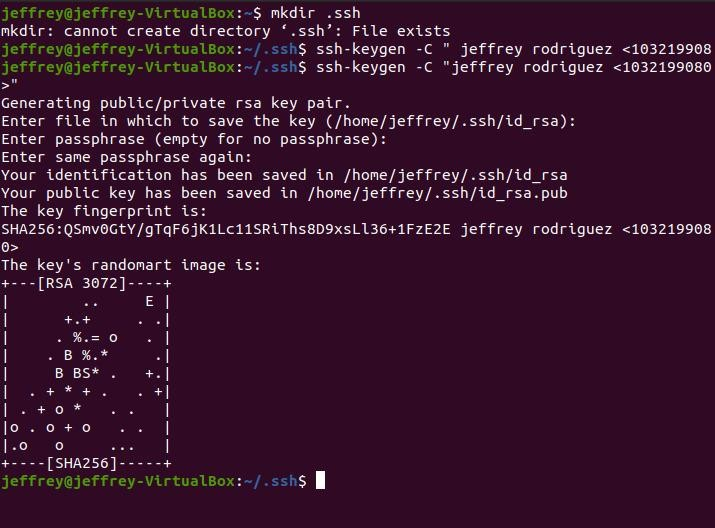 jeffrey@jeffrey-VirtualBox:~$ mkdir .ssh
mkdir: cannot create directory ‘.ssh’: File exists
jeffrey@jeffrey-VirtualBox:~/.ssh$ ssh-keygen -C " jeffrey rodriguez <103219908
jeffrey@jeffrey-VirtualBox:~/.ssh$ ssh-keygen -C "jeffrey rodriguez <1032199080
>"
Generating public/private rsa key pair.
Enter file in which to save the key (/home/jeffrey/.ssh/id_rsa):
Enter passphrase (empty for no passphrase):
Enter same passphrase again:
Your identification has been saved in /home/jeffrey/.ssh/id_rsa
Your public key has been saved in /home/jeffrey/.ssh/id_rsa.pub
The key fingerprint is:
SHA256:QSmv0GtY/gTqF6jK1Lc11SRiThs8D9xsLl36+1FzE2E jeffrey rodriguez <103219908
0>
The key's randomart image is:
+---[RSA 3072]----+
|        ..     E |
|      +.+     . .|
|     . %.= o   . |
|    . B %.*     .|
|     B BS* .   +.|
|  . + * + .   . +|
| . + o *   . .   |
|o . o + o   . .  |
|.o   o     ...   |
+----[SHA256]-----+
jeffrey@jeffrey-VirtualBox:~/.ssh$